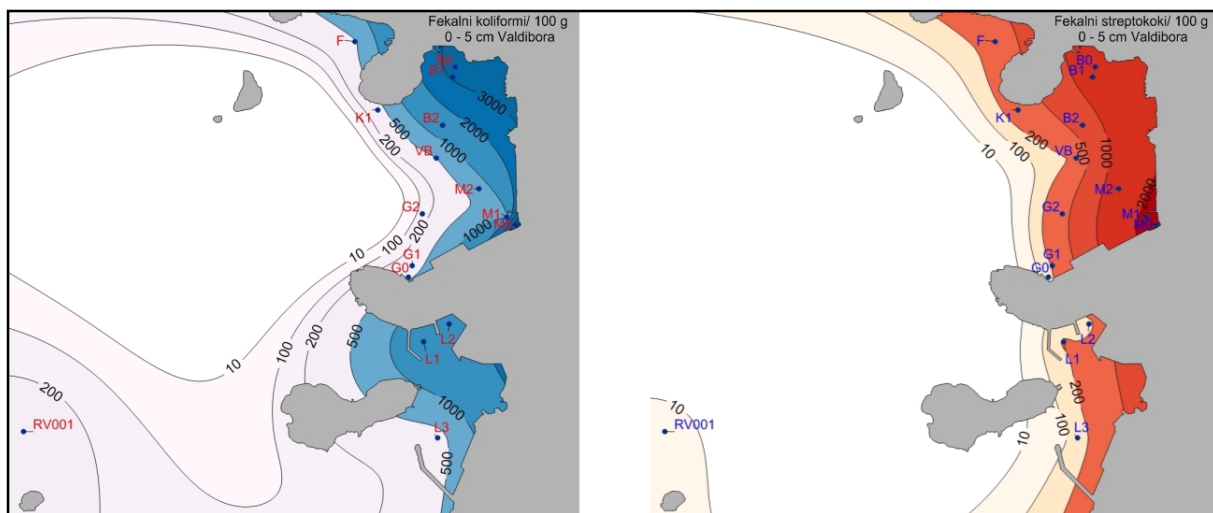 Fekalni koliformi/ 100 g
0 - 5 cm Valdibora
F
B0
B1
3000
K1
B2
2000
500
200
1000
VB
M2
G2
M1
1000
200
100
10
G1
G0
200
500
L2
L1
100
10
1000
200
RV001
L3
500
Fekalni streptokoki/ 100 g
0 - 5 cm Valdibora
F
B0
B1
K1
B2
200
500
1000
100
10
VB
M2
2000
G2
M1
G1
G0
L2
L1
200
10
RV001
100
10
L3